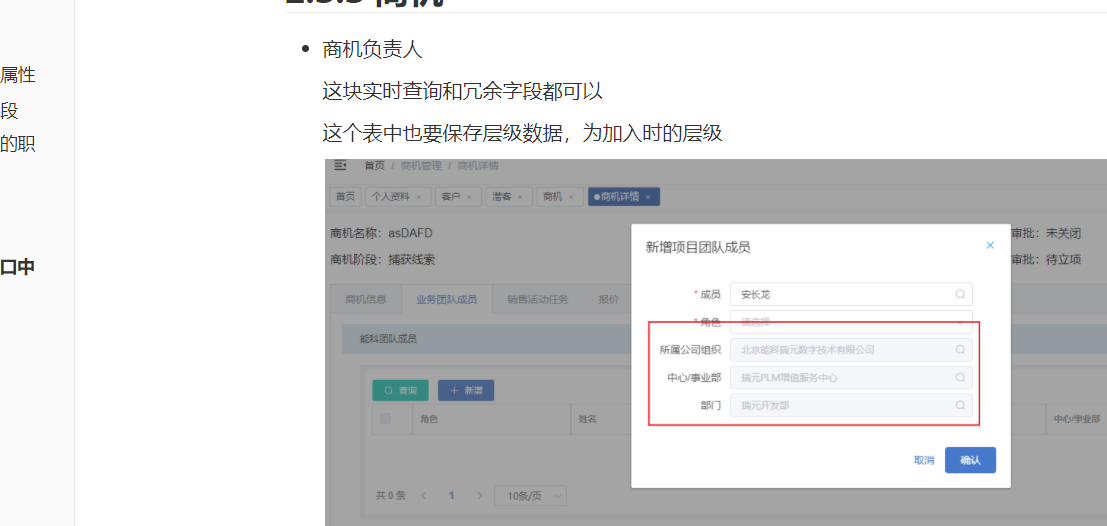 2.3.3 商机
属性
段
的职
口中
商机负责人
这块实时查询和冗余字段都可以
这个表中也要保存层级数据，为加入时的层级
首页 / 商机管理 / 商机详情
首页 个人资料 × 客户 × 潜客 × 商机 × 商机详情 ×
商机名称：asDAFD
审批：未关闭
商机阶段：捕获线索
审批：待立项
商机信息 业务团队成员 销售活动任务 报价
能科团队成员
查询 + 新增
角色 姓名 中心/事业部
共 0 条 < 1 > 10条/页
新增项目团队成员 ×
* 成员 安长龙
* 角色 请选择
所属公司组织 北京能科瑞元数字技术有限公司
中心/事业部 瑞元PLM增值服务中心
部门 瑞元开发部
取消 确认